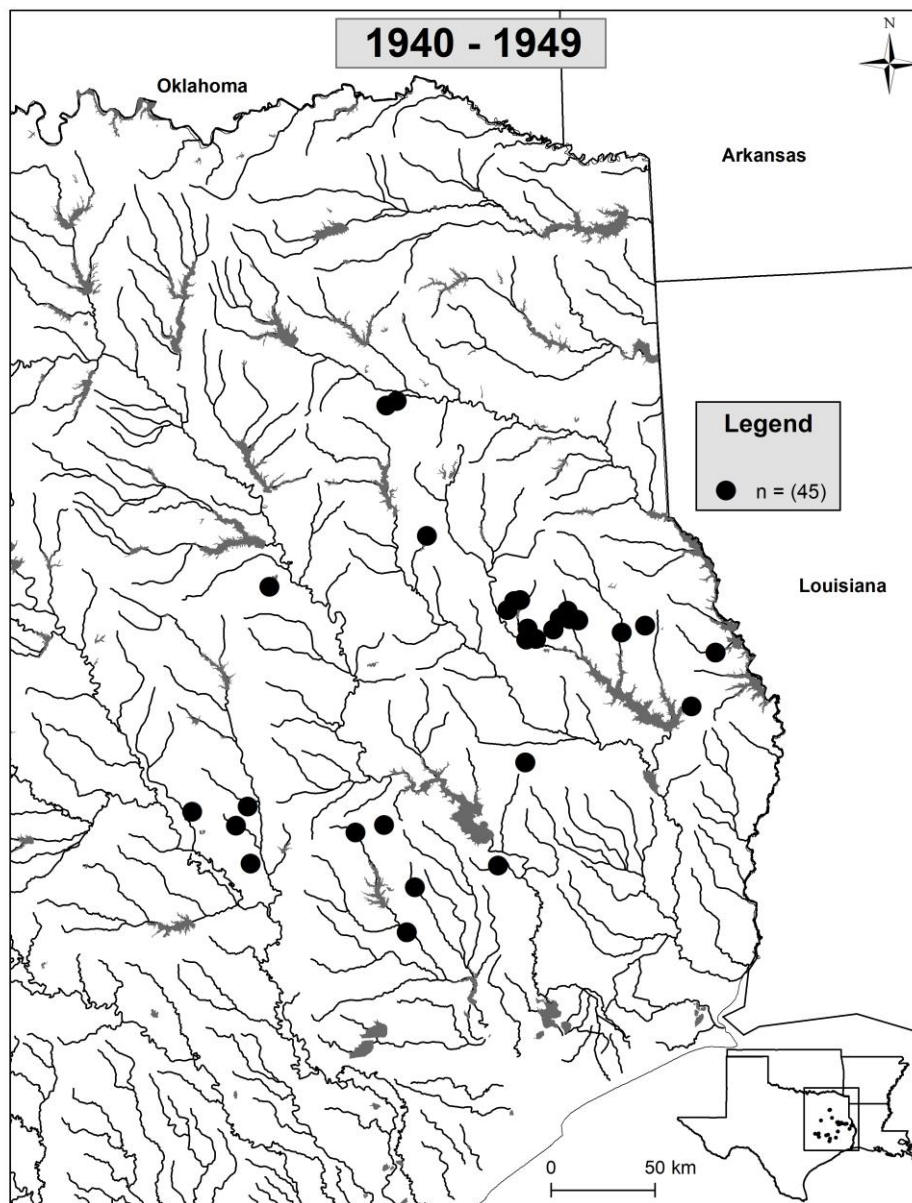 1940 - 1949
N
Oklahoma
Arkansas
Legend
n = (45)
Louisiana
0 50 km